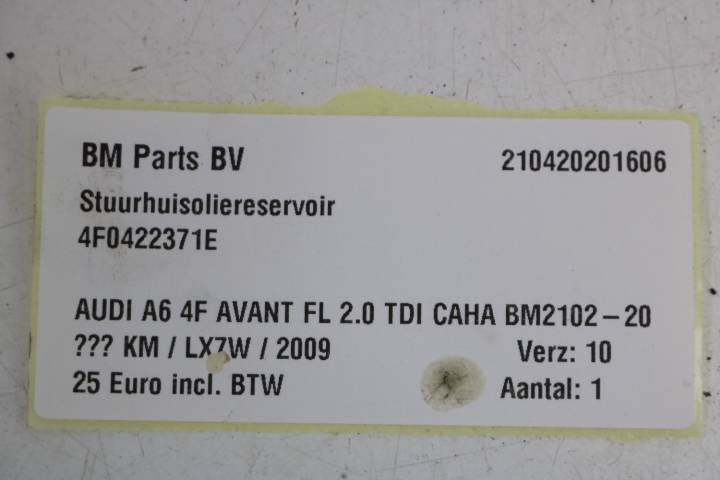 BM Parts BV 210420201606
Stuurhuisoliereservoir
4F0422371E
AUDI A6 4F AVANT FL 2.0 TDI CAHA BM2102-20
??? KM / LX7W / 2009 Verz: 10
25 Euro incl. BTW Aantal: 1